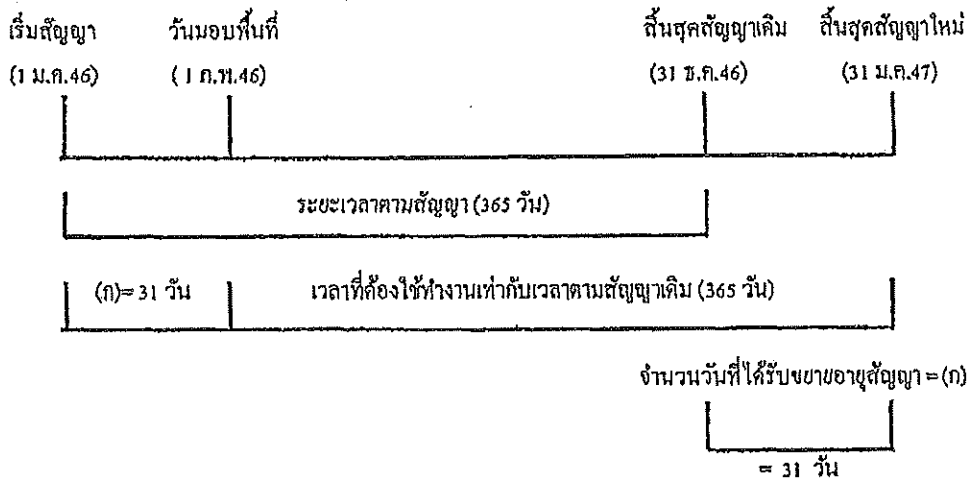 เริ่มสัญญา วันมอบพื้นที่ สิ้นสุดสัญญาเดิม สิ้นสุดสัญญาใหม่
(1 ม.ค.46) (1 ก.พ.46) (31 ธ.ค.46) (31 ม.ค.47)
ระยะเวลาตามสัญญา (365 วัน)
(ก)= 31 วัน เวลาที่ต้องใช้ทำงานเท่ากับเวลาตามสัญญาเดิม (365 วัน)
จำนวนวันที่ได้รับขยายอายุสัญญา = (ก)
= 31 วัน